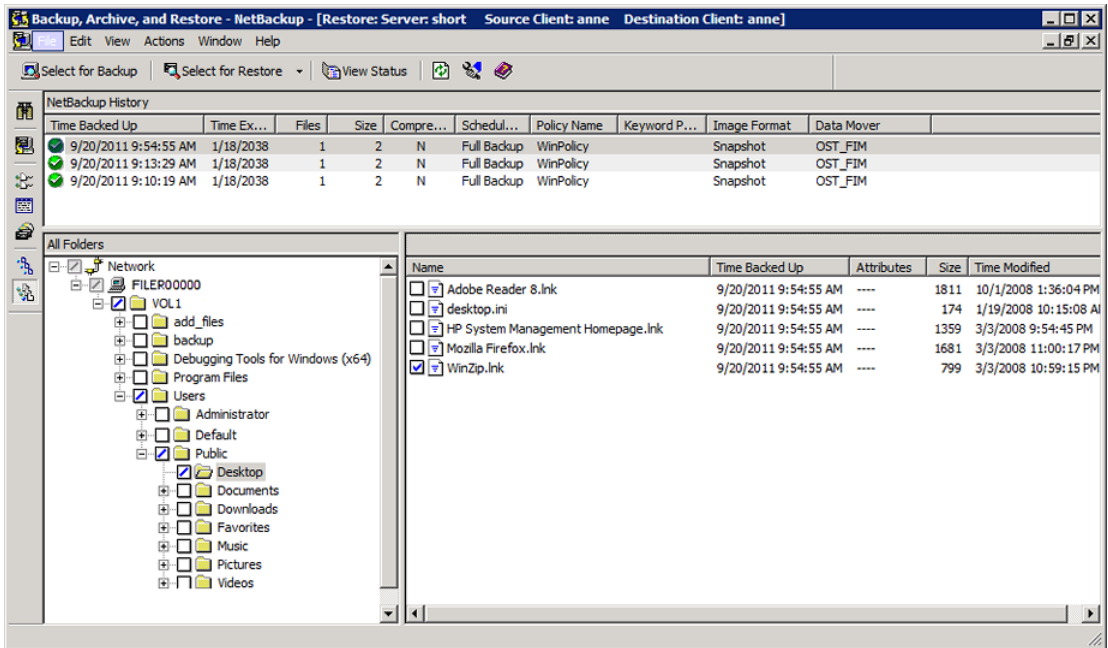 Backup, Archive, and Restore - NetBackup - [Restore: Server: short Source Client: anne Destination Client: anne]
File Edit View Actions Window Help
Select for Backup Select for Restore View Status
NetBackup History
Time Backed Up Time Ex... Files Size Compre... Schedul... Policy Name Keyword P... Image Format Data Mover
9/20/2011 9:54:55 AM 1/18/2038 1 2 N Full Backup WinPolicy Snapshot OST_FIM
9/20/2011 9:13:29 AM 1/18/2038 1 2 N Full Backup WinPolicy Snapshot OST_FIM
9/20/2011 9:10:19 AM 1/18/2038 1 2 N Full Backup WinPolicy Snapshot OST_FIM
All Folders
Network
FILER00000
VOL1
add_files
backup
Debugging Tools for Windows (x64)
Program Files
Users
Administrator
Default
Public
Desktop
Documents
Downloads
Favorites
Music
Pictures
Videos
Name Time Backed Up Attributes Size Time Modified
Adobe Reader 8.lnk 9/20/2011 9:54:55 AM ---- 1811 10/1/2008 1:36:04 PM
desktop.ini 9/20/2011 9:54:55 AM ---- 174 1/19/2008 10:15:08 A
HP System Management Homepage.lnk 9/20/2011 9:54:55 AM ---- 1359 3/3/2008 9:54:45 PM
Mozilla Firefox.lnk 9/20/2011 9:54:55 AM ---- 1681 3/3/2008 11:00:17 PM
WinZip.lnk 9/20/2011 9:54:55 AM ---- 799 3/3/2008 10:59:15 PM